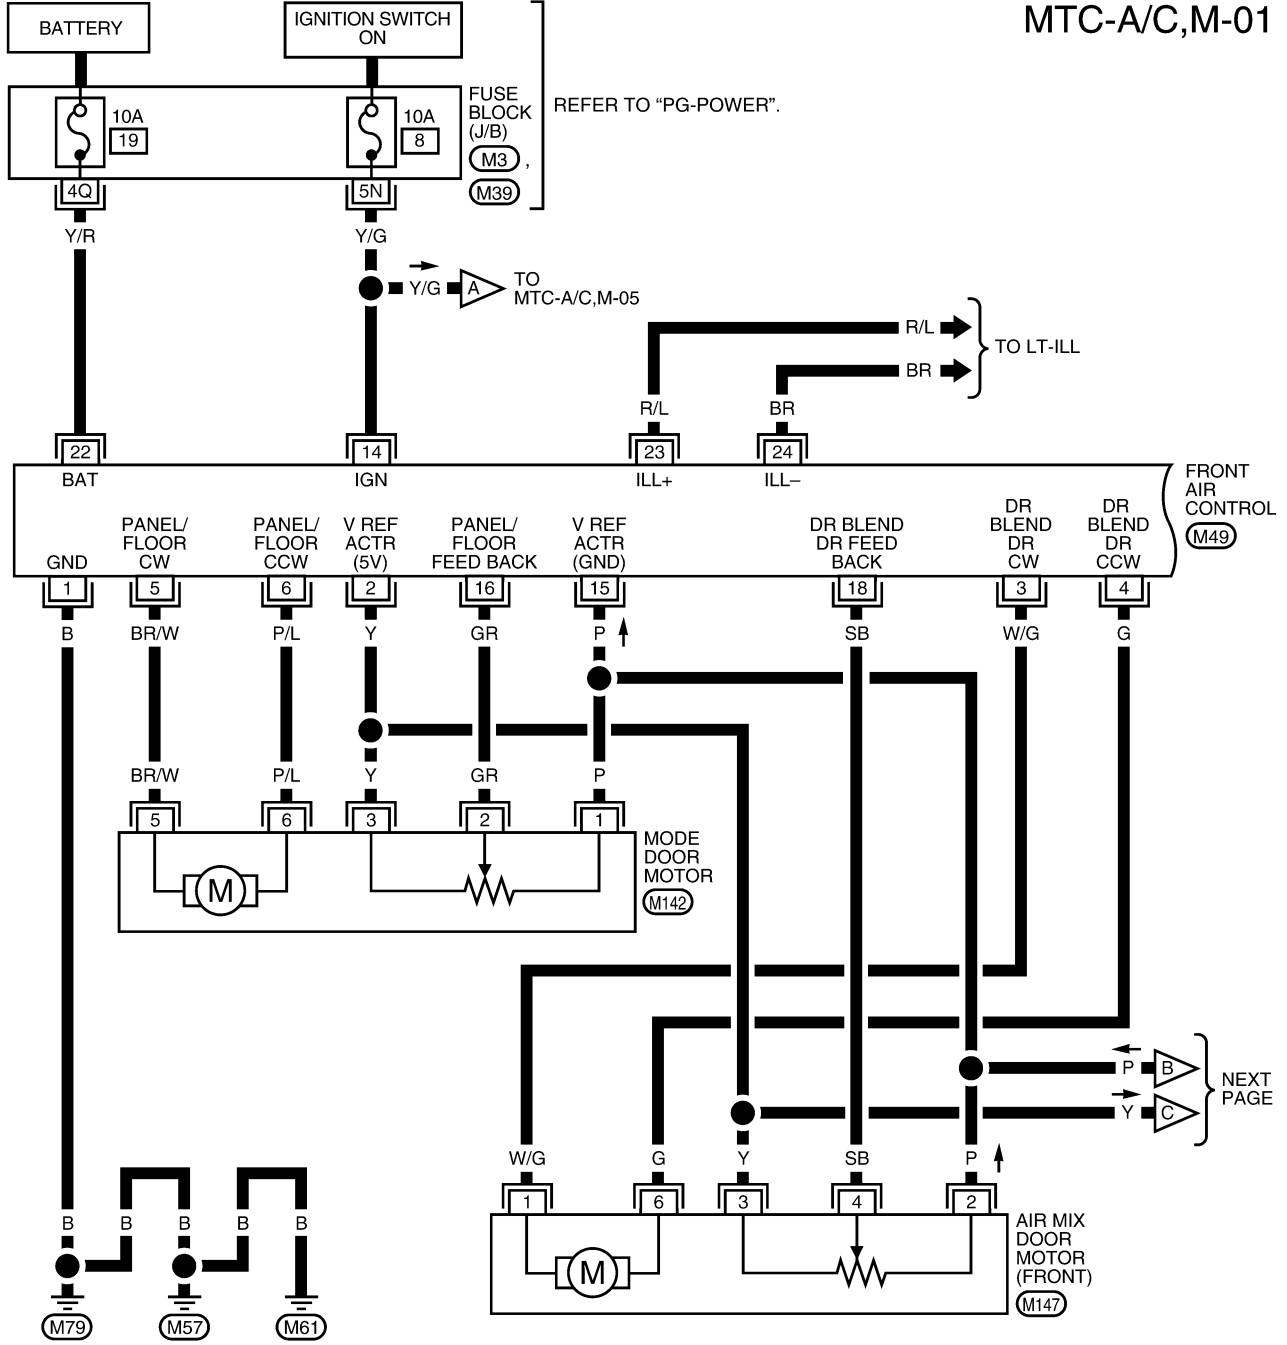 MTC-A/C,M-01
BATTERY
IGNITION SWITCH
ON
10A
19
10A
8
FUSE
BLOCK
(J/B)
M3 ,
M39
REFER TO “PG-POWER”.
4Q
5N
Y/R
Y/G
Y/G
A
TO
MTC-A/C,M-05
R/L
BR
TO LT-ILL
R/L
BR
22
14
23
24
BAT
IGN
ILL+
ILL–
FRONT
AIR
CONTROL
M49
GND
PANEL/
FLOOR
CW
PANEL/
FLOOR
CCW
V REF
ACTR
(5V)
PANEL/
FLOOR
FEED BACK
V REF
ACTR
(GND)
DR BLEND
DR FEED
BACK
DR
BLEND
DR
CW
DR
BLEND
DR
CCW
1
5
6
2
16
15
18
3
4
B
BR/W
P/L
Y
GR
P
SB
W/G
G
BR/W
P/L
Y
GR
P
5
6
3
2
1
M
MODE
DOOR
MOTOR
M142
P
B
Y
C
NEXT
PAGE
W/G
G
Y
SB
P
1
6
3
4
2
M
AIR MIX
DOOR
MOTOR
(FRONT)
M147
B
B
B
B
B
M79
M57
M61